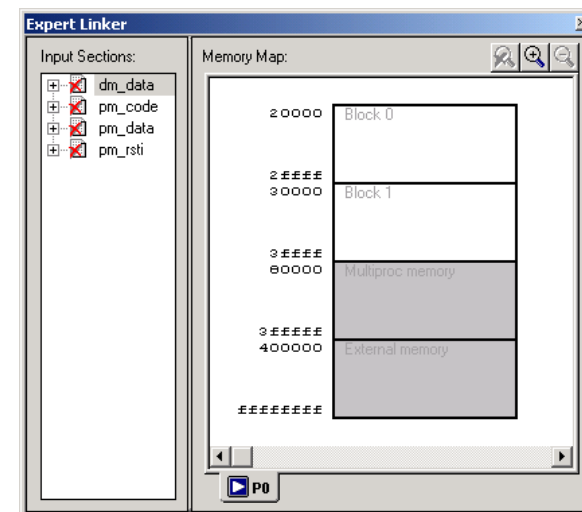 Expert Linker
Input Sections:
dm_data
pm_code
pm_data
pm_rsti
Memory Map:
20000
Block 0
2ffff
30000
Block 1
3ffff
80000
Multiproc memory
3fffff
400000
External memory
ffffffff
P0